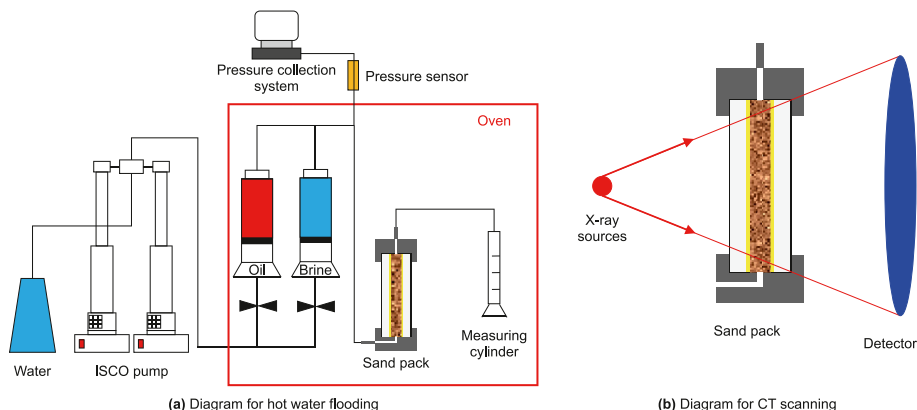 Pressure collection
system
Pressure sensor
Oven
Oil
Brine
Water
ISCO pump
Sand pack
Measuring
cylinder
(a) Diagram for hot water flooding
X-ray
sources
Sand pack
Detector
(b) Diagram for CT scanning